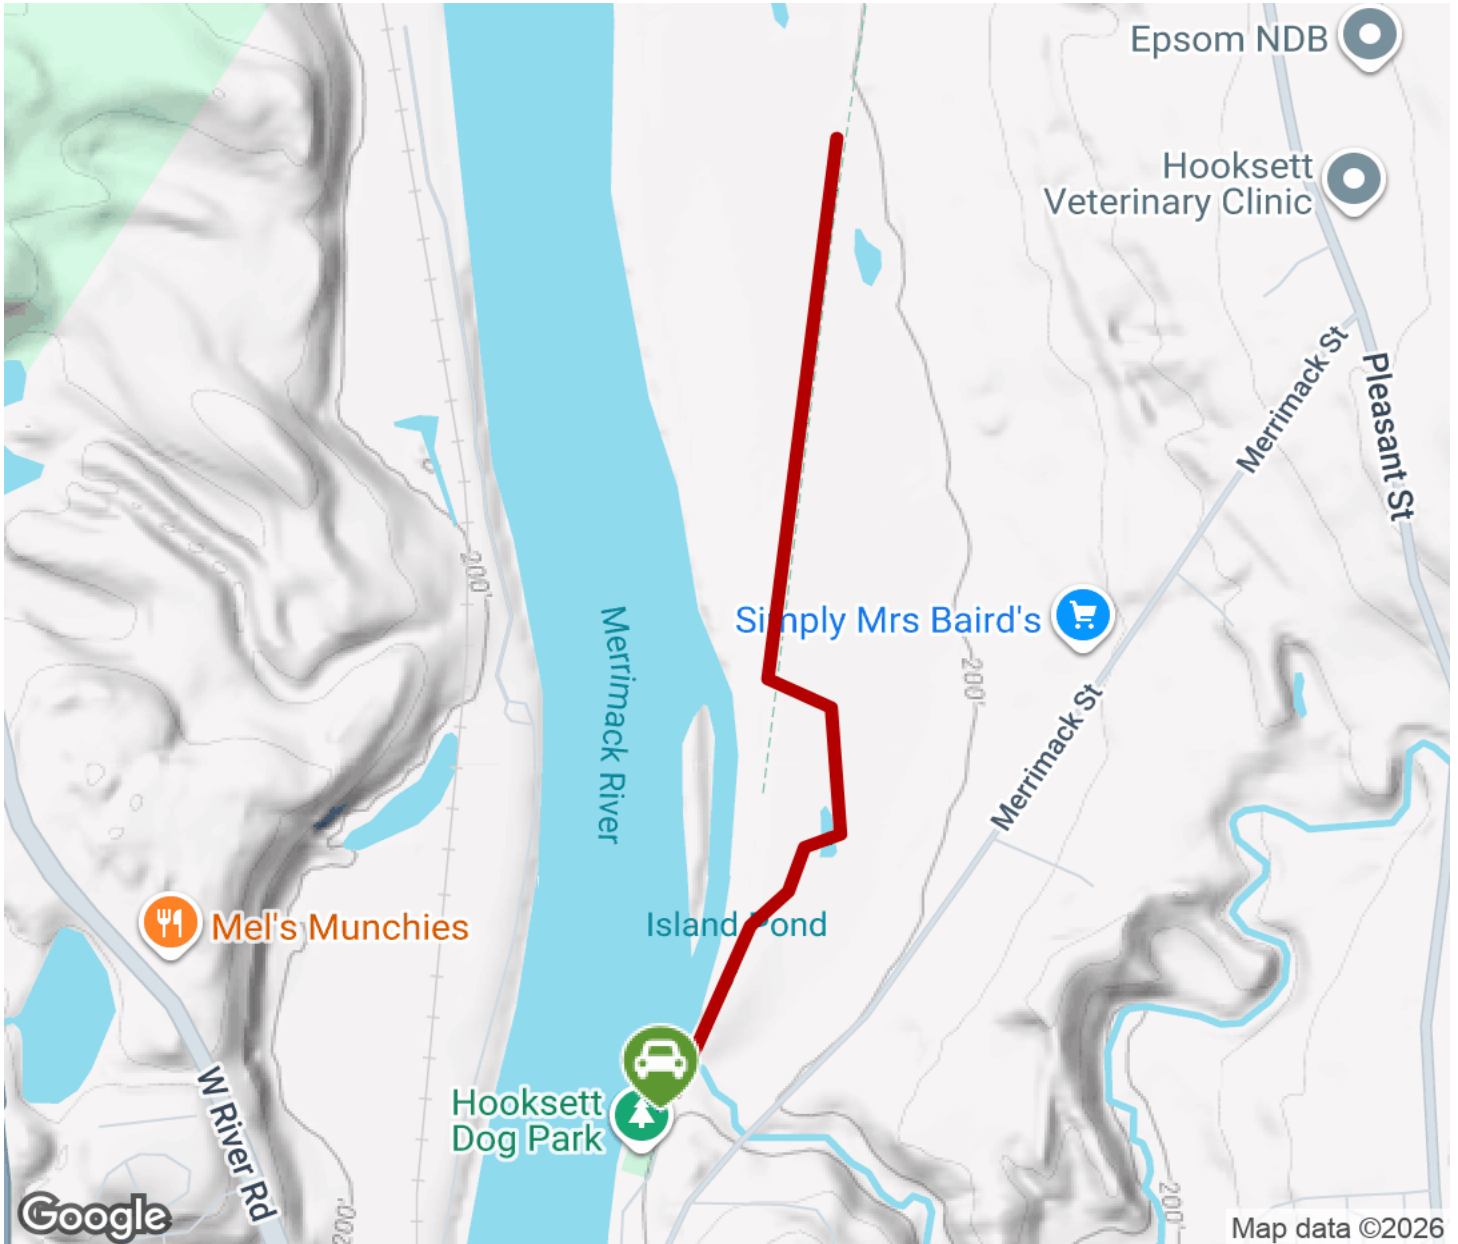 Epsom NDB
Hooksett
Veterinary Clinic
Merrimack St
Pleasant St
200'
Merrimack River
Simply Mrs Baird's
200'
Merrimack St
Mel's Munchies
Island Pond
Hooksett
Dog Park
W River Rd
200'
200'
Google
Map data ©2026